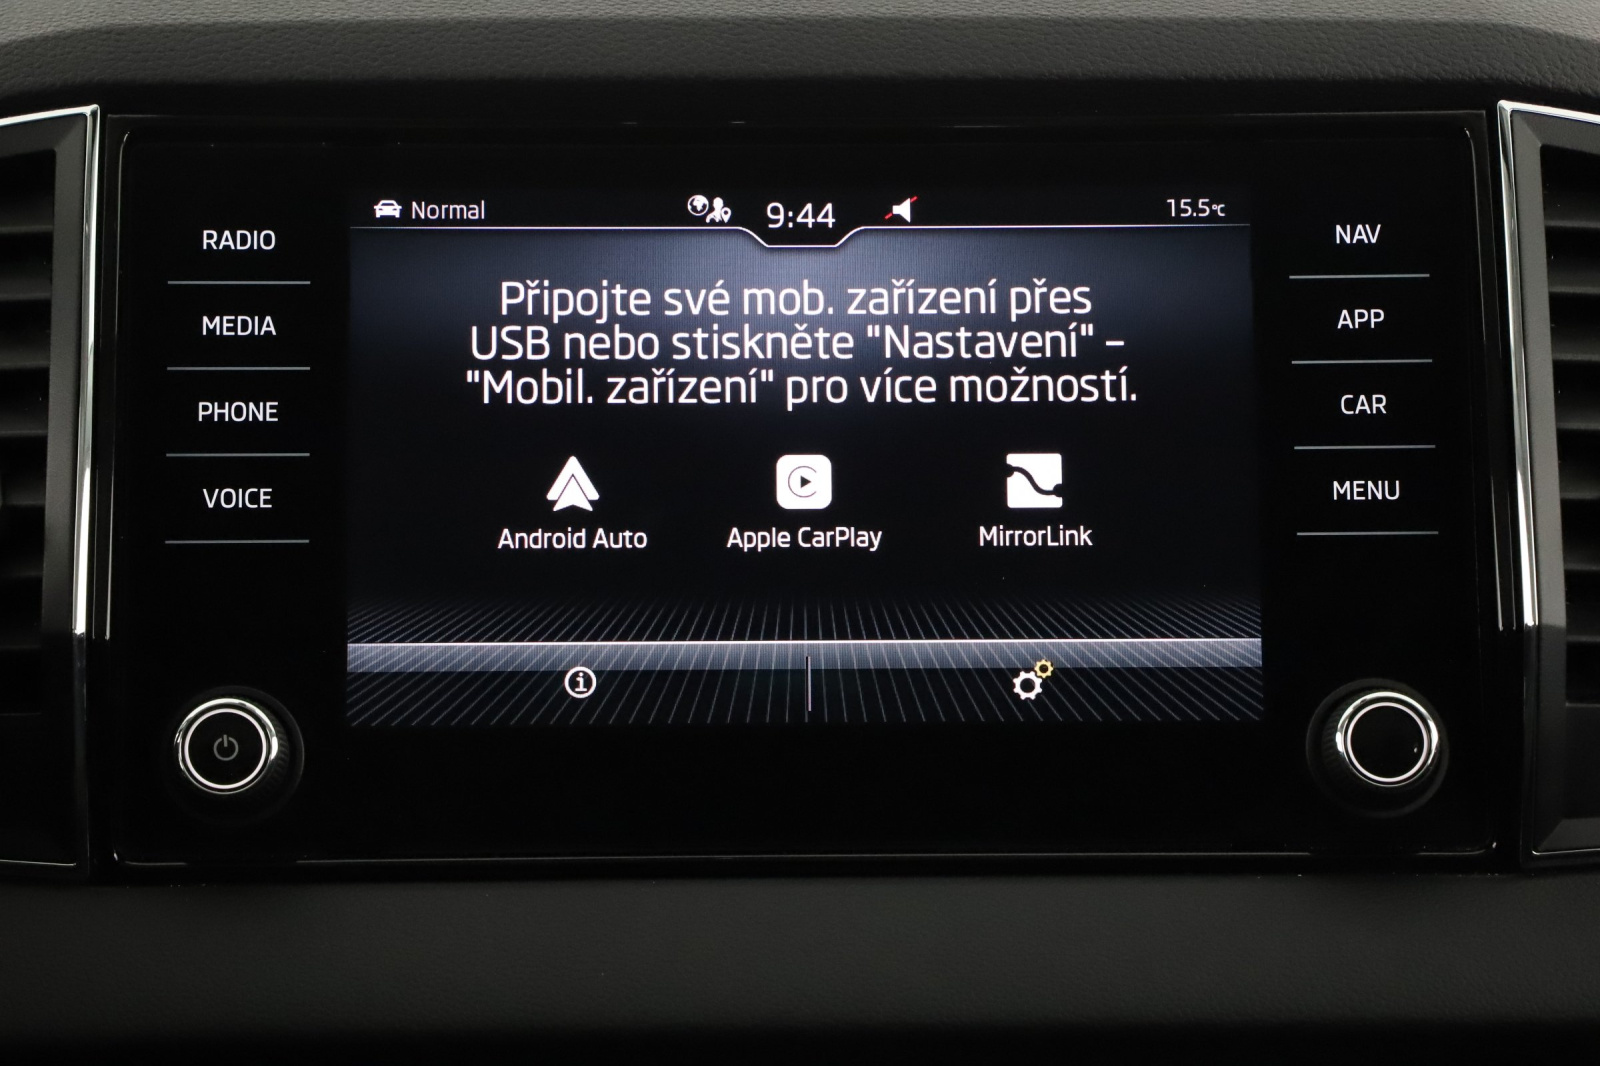 Normal 9:44 15.5°C
RADIO
MEDIA
PHONE
VOICE
Připojte své mob. zařízení přes
USB nebo stiskněte "Nastavení" –
"Mobil. zařízení" pro více možností.
Android Auto Apple CarPlay MirrorLink
NAV
APP
CAR
MENU